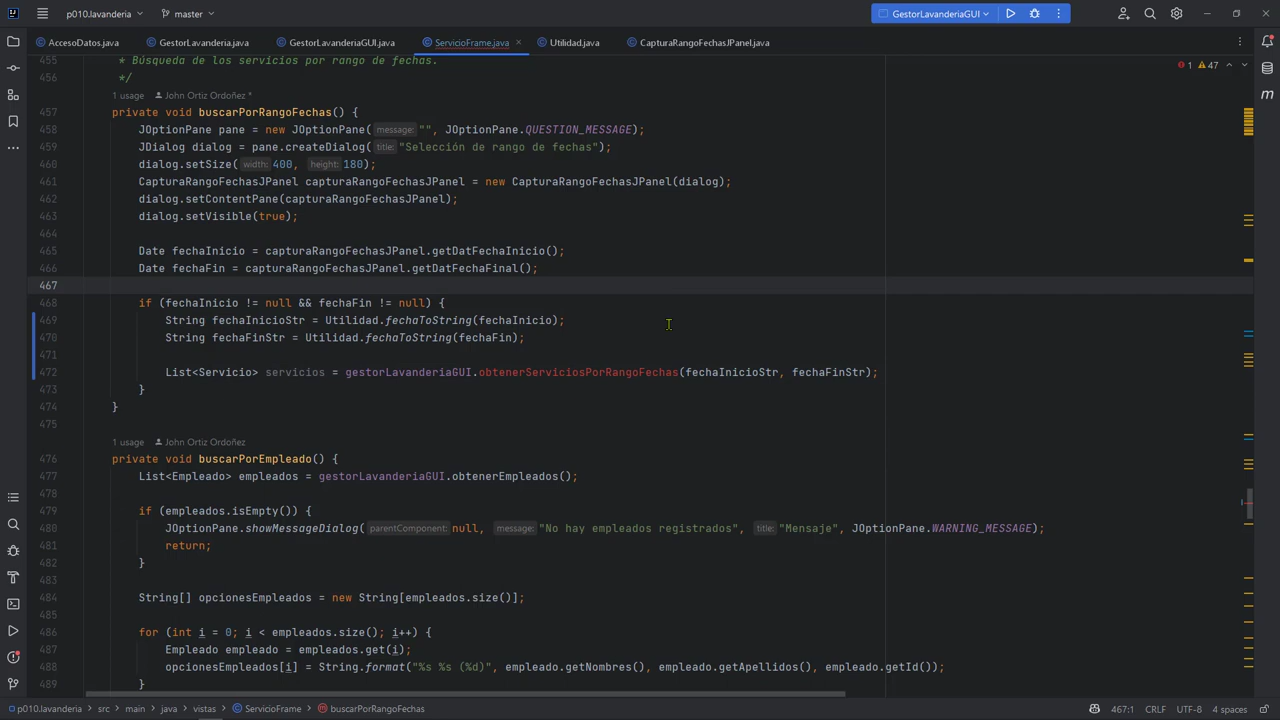 p010.lavanderia
master
GestorLavanderiaGUI
AccesoDatos.java
GestorLavanderia.java
GestorLavanderiaGUI.java
ServicioFrame.java
Utilidad.java
CapturaRangoFechasJPanel.java
1
47
455 * Búsqueda de los servicios por rango de fechas.
456 */
1 usage John Ortiz Ordoñez *
457 private void buscarPorRangoFechas() {
458 JOptionPane pane = new JOptionPane( message: "", JOptionPane.QUESTION_MESSAGE);
459 JDialog dialog = pane.createDialog( title: "Selección de rango de fechas");
460 dialog.setSize( width: 400, height: 180);
461 CapturaRangoFechasJPanel capturaRangoFechasJPanel = new CapturaRangoFechasJPanel(dialog);
462 dialog.setContentPane(capturaRangoFechasJPanel);
463 dialog.setVisible(true);
464
465 Date fechaInicio = capturaRangoFechasJPanel.getDatFechaInicio();
466 Date fechaFin = capturaRangoFechasJPanel.getDatFechaFinal();
467
468 if (fechaInicio != null && fechaFin != null) {
469 String fechaInicioStr = Utilidad.fechaToString(fechaInicio);
470 String fechaFinStr = Utilidad.fechaToString(fechaFin);
471
472 List<Servicio> servicios = gestorLavanderiaGUI.obtenerServiciosPorRangoFechas(fechaInicioStr, fechaFinStr);
473 }
474 }
475
1 usage John Ortiz Ordoñez
476 private void buscarPorEmpleado() {
477 List<Empleado> empleados = gestorLavanderiaGUI.obtenerEmpleados();
478
479 if (empleados.isEmpty()) {
480 JOptionPane.showMessageDialog( parentComponent: null, message: "No hay empleados registrados", title: "Mensaje", JOptionPane.WARNING_MESSAGE);
481 return;
482 }
483
484 String[] opcionesEmpleados = new String[empleados.size()];
485
486 for (int i = 0; i < empleados.size(); i++) {
487 Empleado empleado = empleados.get(i);
488 opcionesEmpleados[i] = String.format("%s %s (%d)", empleado.getNombres(), empleado.getApellidos(), empleado.getId());
489 }
p010.lavanderia > src > main > java > vistas > ServicioFrame > buscarPorRangoFechas
467:1 CRLF UTF-8 4 spaces